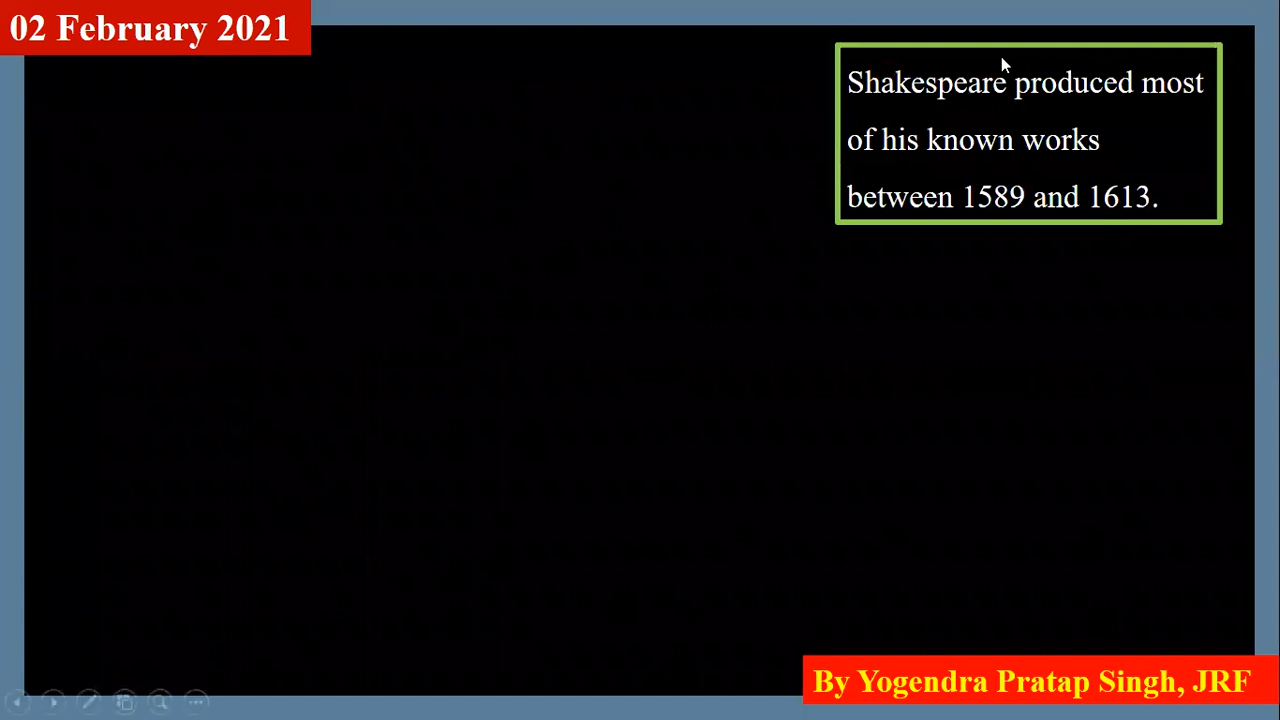 02 February 2021
Shakespeare produced most
of his known works
between 1589 and 1613.
By Yogendra Pratap Singh, JRF